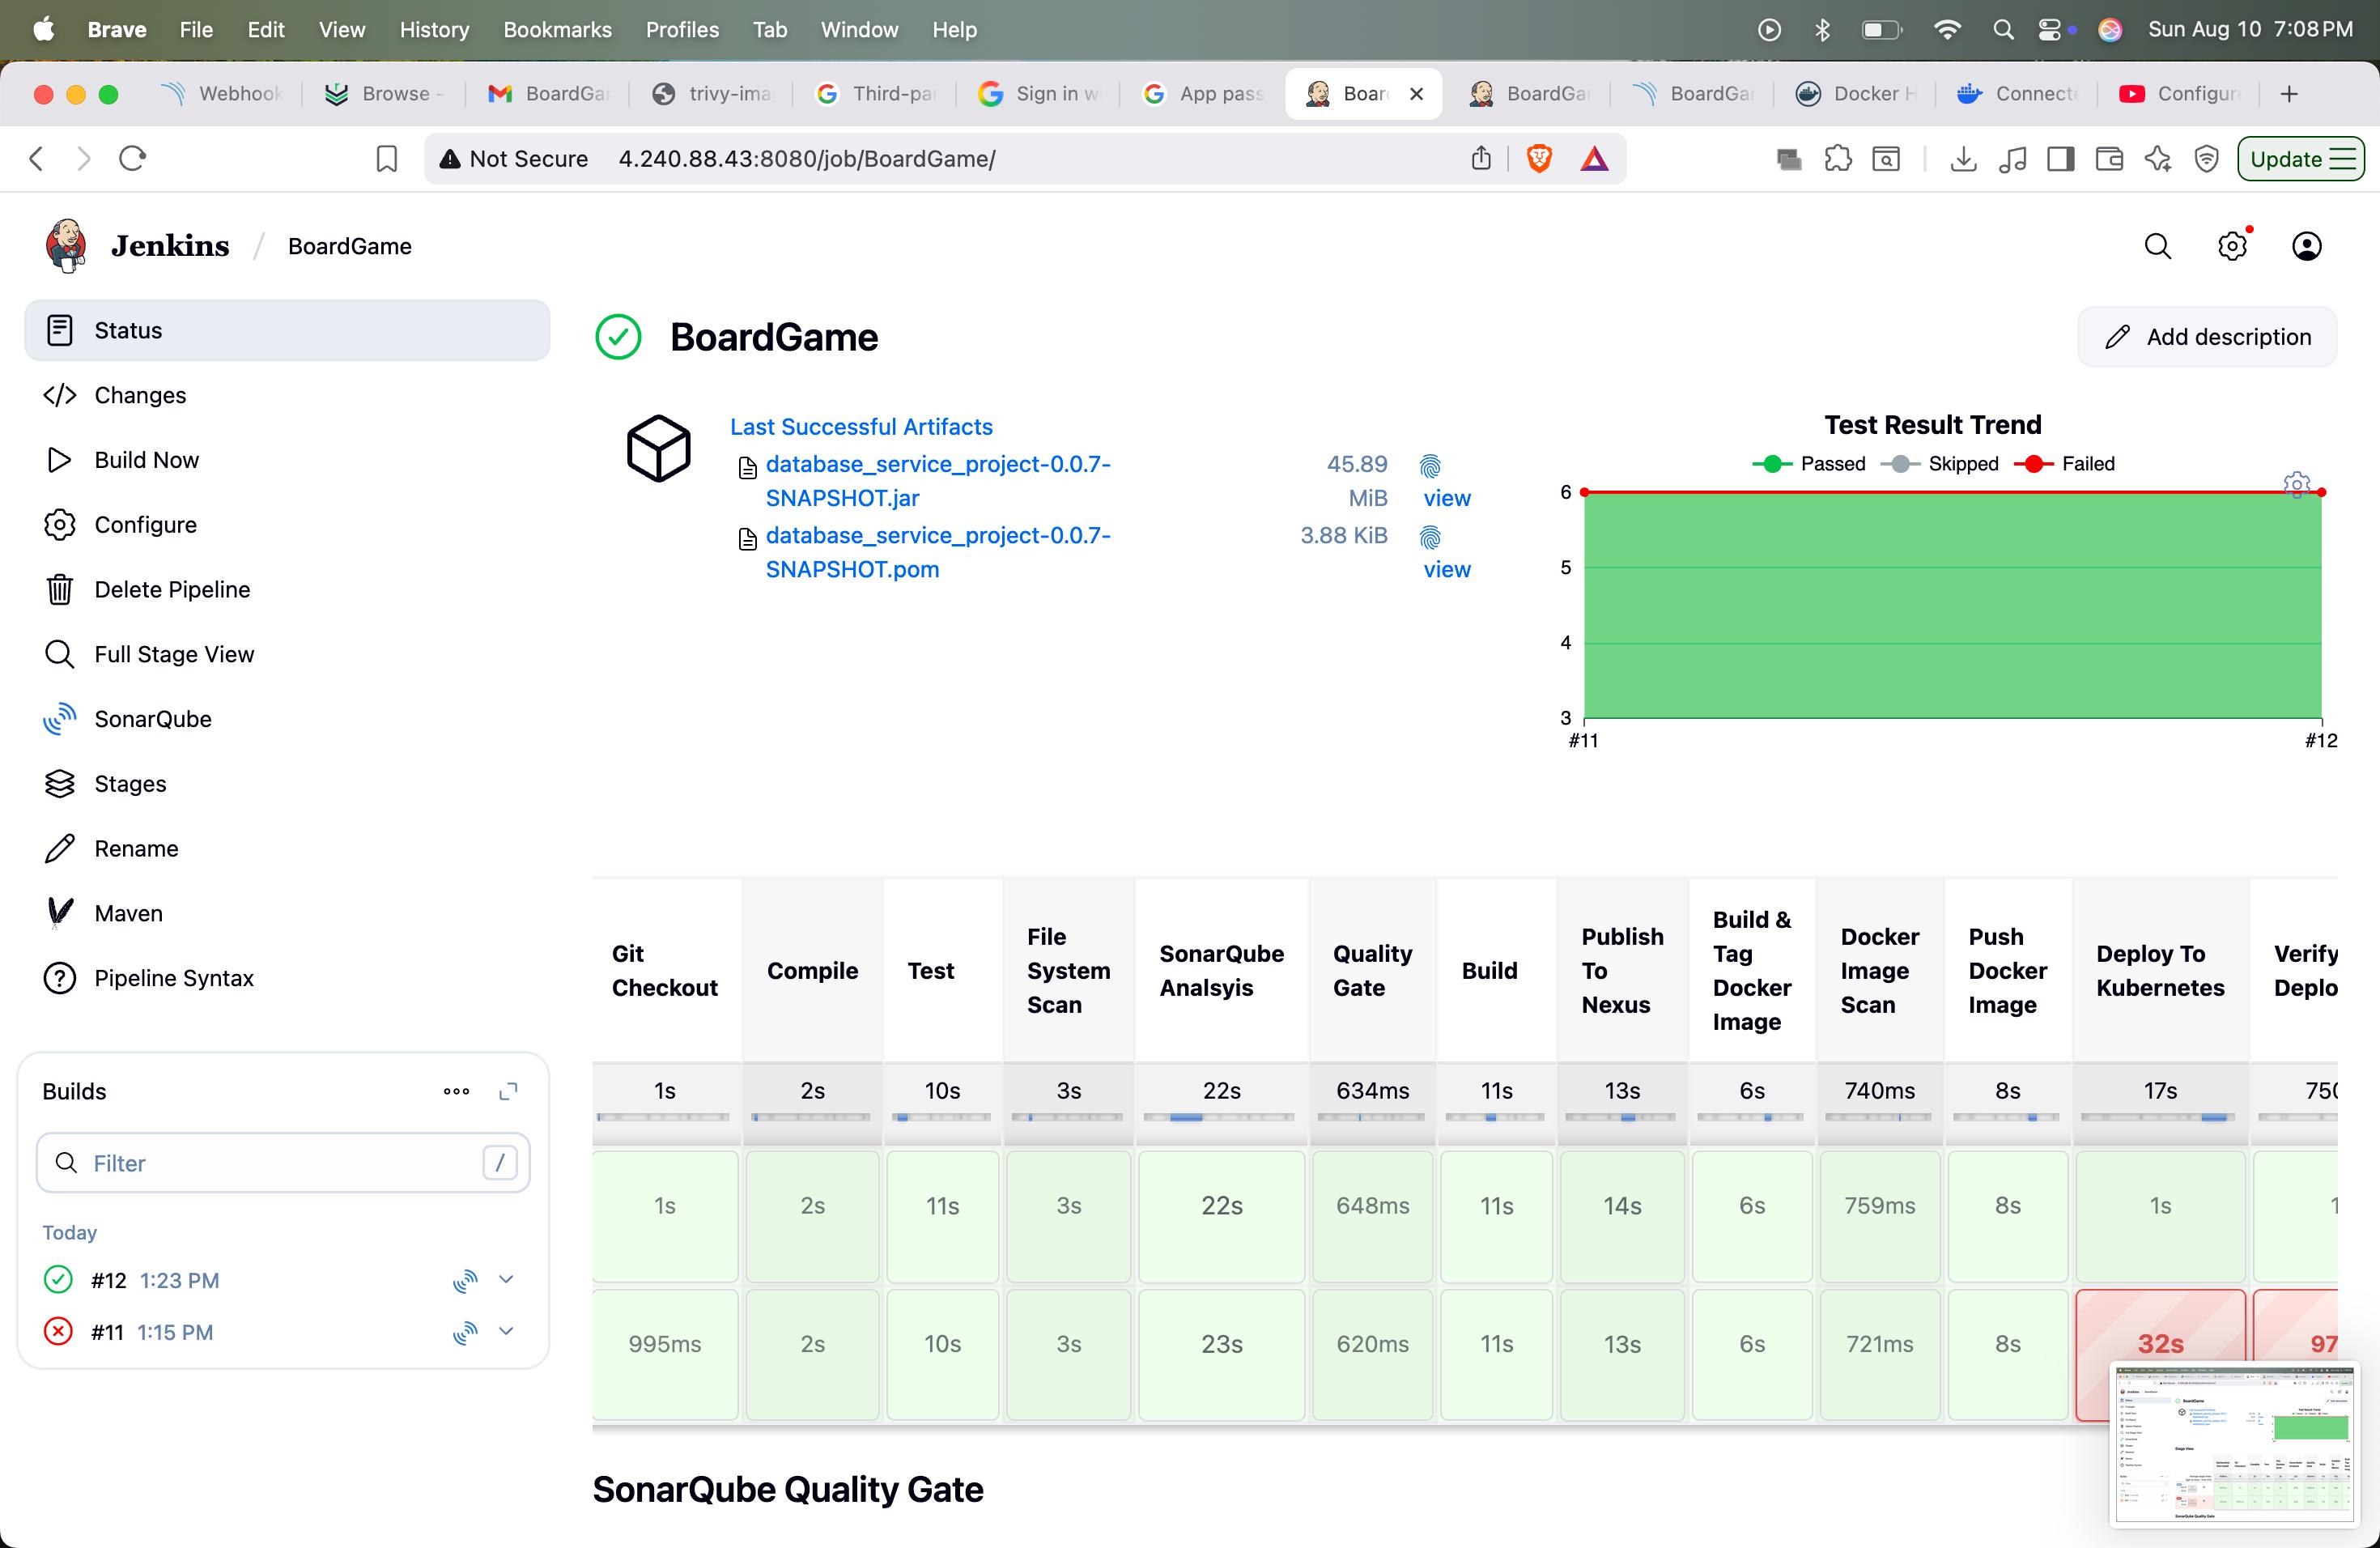 Brave File Edit View History Bookmarks Profiles Tab Window Help Sun Aug 10 7:08 PM
Webhook Browse - BoardGar trivy-ima Third-par Sign in w App pass Boar BoardGar BoardGar Docker H Connecte Configur
Not Secure 4.240.88.43:8080/job/BoardGame/ Update
Jenkins / BoardGame
Status
Changes
Build Now
Configure
Delete Pipeline
Full Stage View
SonarQube
Stages
Rename
Maven
Pipeline Syntax
Builds
Filter /
Today
#12 1:23 PM
#11 1:15 PM
BoardGame
Add description
Last Successful Artifacts
database_service_project-0.0.7-
SNAPSHOT.jar
45.89
MiB
view
database_service_project-0.0.7-
SNAPSHOT.pom
3.88 KiB
view
Test Result Trend
Passed Skipped Failed
6
5
4
3
#11 #12
Git
Checkout
Compile
Test
File
System
Scan
SonarQube
Analsyis
Quality
Gate
Build
Publish
To
Nexus
Build &
Tag
Docker
Image
Docker
Image
Scan
Push
Docker
Image
Deploy To
Kubernetes
Verify
Deplo
1s 2s 10s 3s 22s 634ms 11s 13s 6s 740ms 8s 17s 750
1s 2s 11s 3s 22s 648ms 11s 14s 6s 759ms 8s 1s 1
995ms 2s 10s 3s 23s 620ms 11s 13s 6s 721ms 8s 32s 97
SonarQube Quality Gate